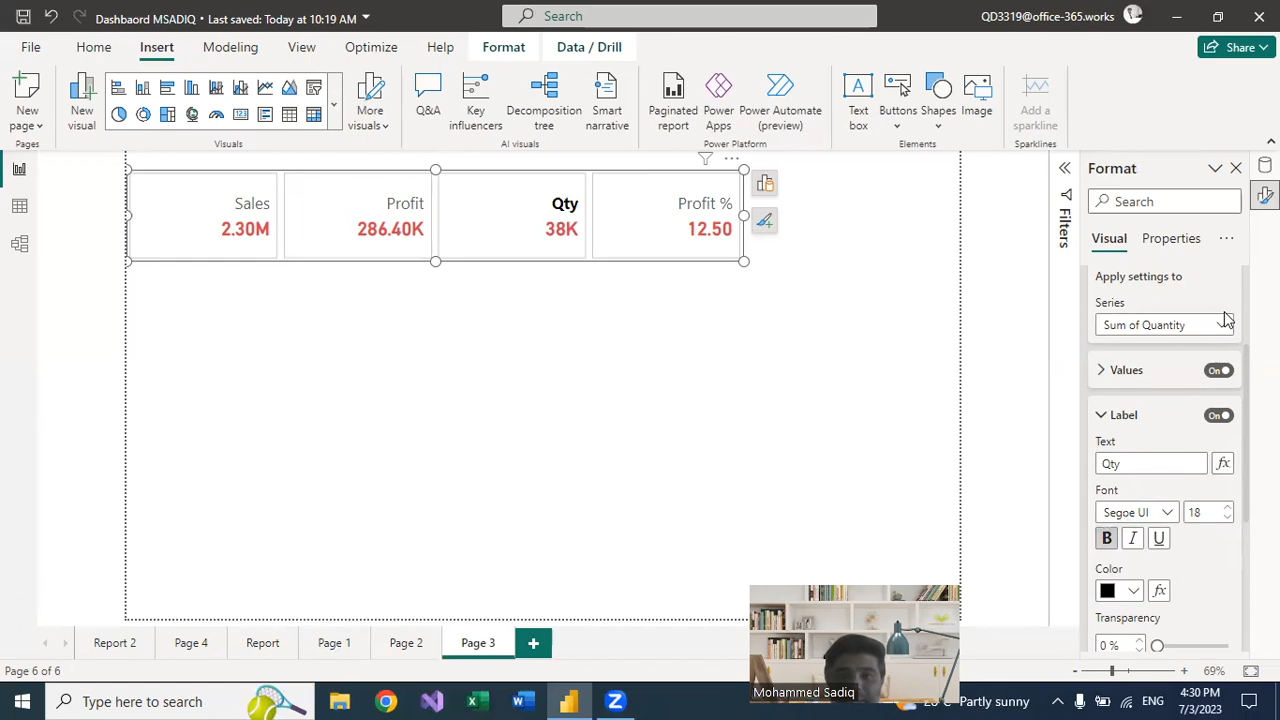 Dashbaord MSADIQ • Last saved: Today at 10:19 AM
Search
QD3319@office-365.works
File Home Insert Modeling View Optimize Help Format Data / Drill
Share
New page
Pages
New visual
123
More visuals
Visuals
Q&A
Key influencers
Decomposition tree
Smart narrative
AI visuals
Paginated report
Power Apps
Power Automate (preview)
Power Platform
A
Text box
Buttons
Shapes
Image
Elements
Add a sparkline
Sparklines
Sales
2.30M
Profit
286.40K
Qty
38K
Profit %
12.50
Filters
Format
Search
Visual Properties
Apply settings to
Series
Sum of Quantity
Values On
Label On
Text
Qty fx
Font
Segoe UI 18
B I U
Color
fx
Transparency
0 %
Mohammed Sadiq
Report 2 Page 4 Report Page 1 Page 2 Page 3
Page 6 of 6
69%
Type here to search
Partly sunny
ENG
4:30 PM
7/3/2023